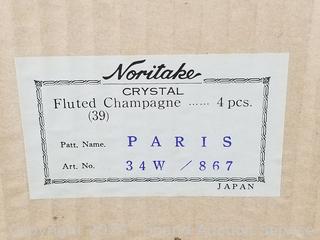 Noritake
CRYSTAL
Fluted Champagne ...... 4 pcs.
(39)
Patt. Name. PARIS
Art. No. 34W / 867
JAPAN